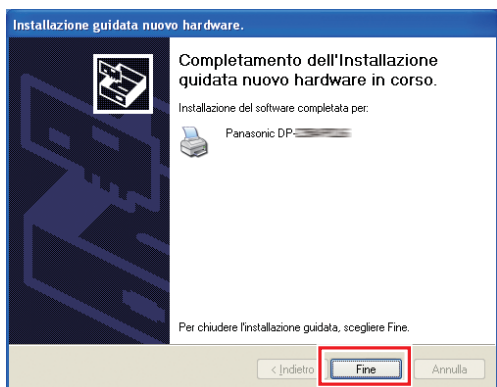 Installazione guidata nuovo hardware.
Completamento dell'Installazione
guidata nuovo hardware in corso.
Installazione del software completata per:
Panasonic DP-
Per chiudere l'installazione guidata, scegliere Fine.
< Indietro Fine Annulla